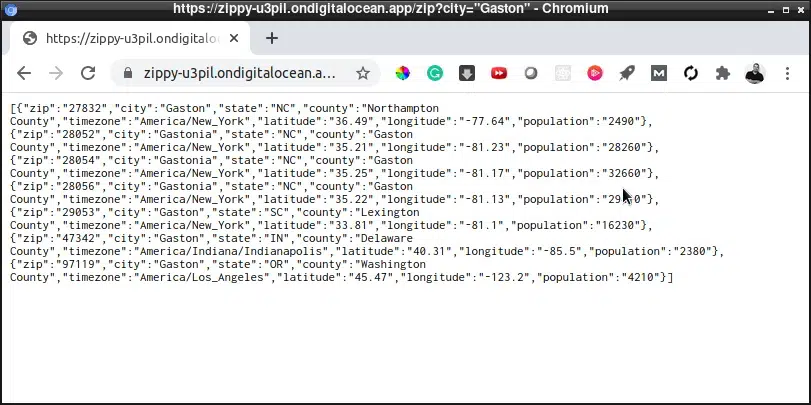 https://zippy-u3pil.ondigitalocean.app/zip?city="Gaston" - Chromium
https://zippy-u3pil.ondigitalo
zippy-u3pil.ondigitalocean.a...
[{"zip":"27832","city":"Gaston","state":"NC","county":"Northampton
County","timezone":"America/New_York","latitude":"36.49","longitude":"-77.64","population":"2490"},
{"zip":"28052","city":"Gastonia","state":"NC","county":"Gaston
County","timezone":"America/New_York","latitude":"35.21","longitude":"-81.23","population":"28260"},
{"zip":"28054","city":"Gastonia","state":"NC","county":"Gaston
County","timezone":"America/New_York","latitude":"35.25","longitude":"-81.17","population":"32660"},
{"zip":"28056","city":"Gastonia","state":"NC","county":"Gaston
County","timezone":"America/New_York","latitude":"35.22","longitude":"-81.13","population":
{"zip":"29053","city":"Gaston","state":"SC","county":"Lexington
County","timezone":"America/New_York","latitude":"33.81","longitude":"-81.1","population":"16230"},
{"zip":"47342","city":"Gaston","state":"IN","county":"Delaware
County","timezone":"America/Indiana/Indianapolis","latitude":"40.31","longitude":"-85.5","population":"2380"},
{"zip":"97119","city":"Gaston","state":"OR","county":"Washington
County","timezone":"America/Los_Angeles","latitude":"45.47","longitude":"-123.2","population":"4210"}]